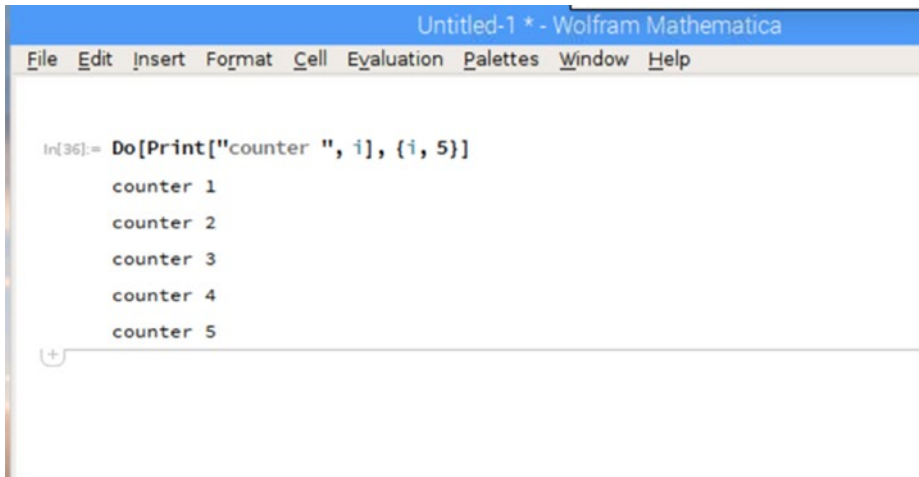 Untitled-1 * - Wolfram Mathematica
File Edit Insert Format Cell Evaluation Palettes Window Help
In[36]:= Do[Print["counter ", i], {i, 5}]
counter 1
counter 2
counter 3
counter 4
counter 5
+